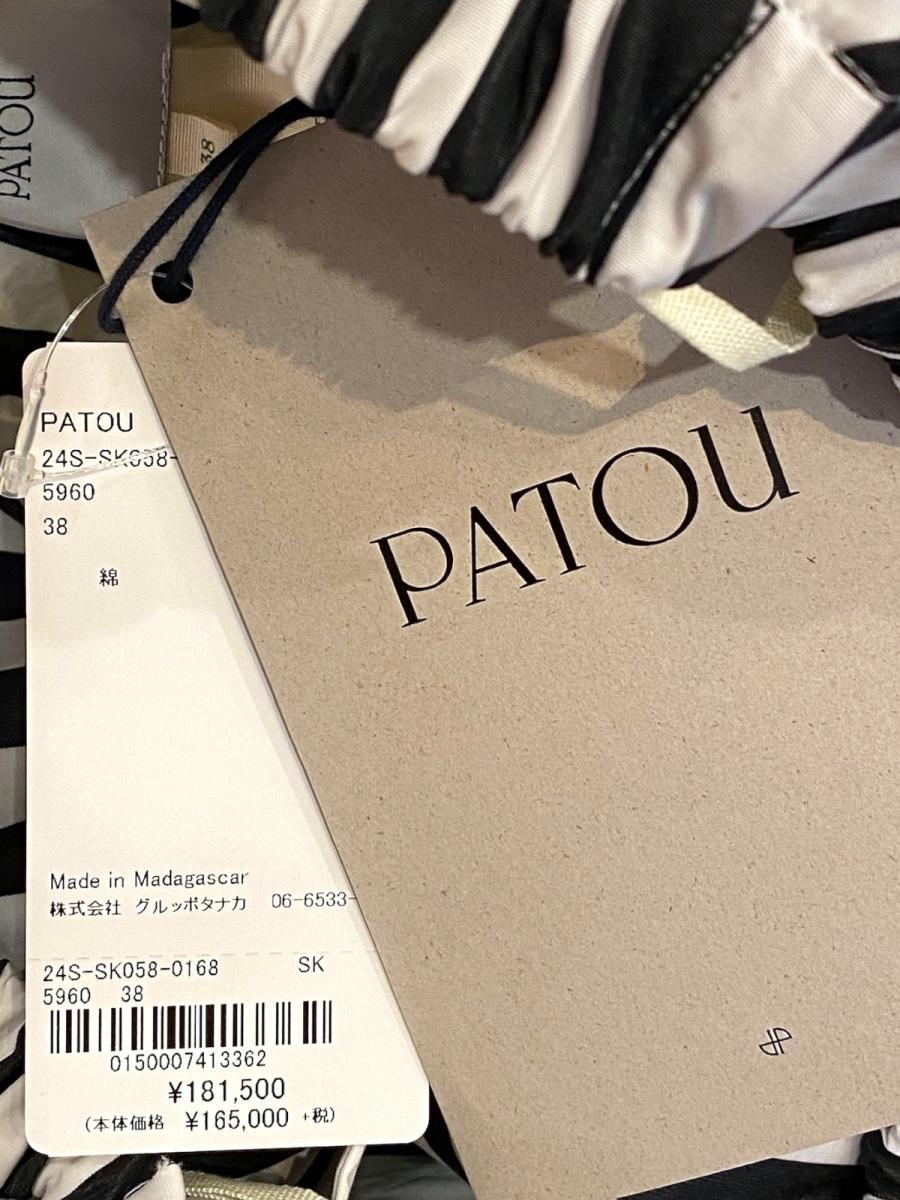 PATOU
38
PATOU
24S-SK058-
5960
38
綿
Made in Madagascar
株式会社 グルッポタナカ 06-6533-
24S-SK058-0168 SK
5960 38
0150007413362
¥181,500
(本体価格 ¥165,000 +税)
PATOU